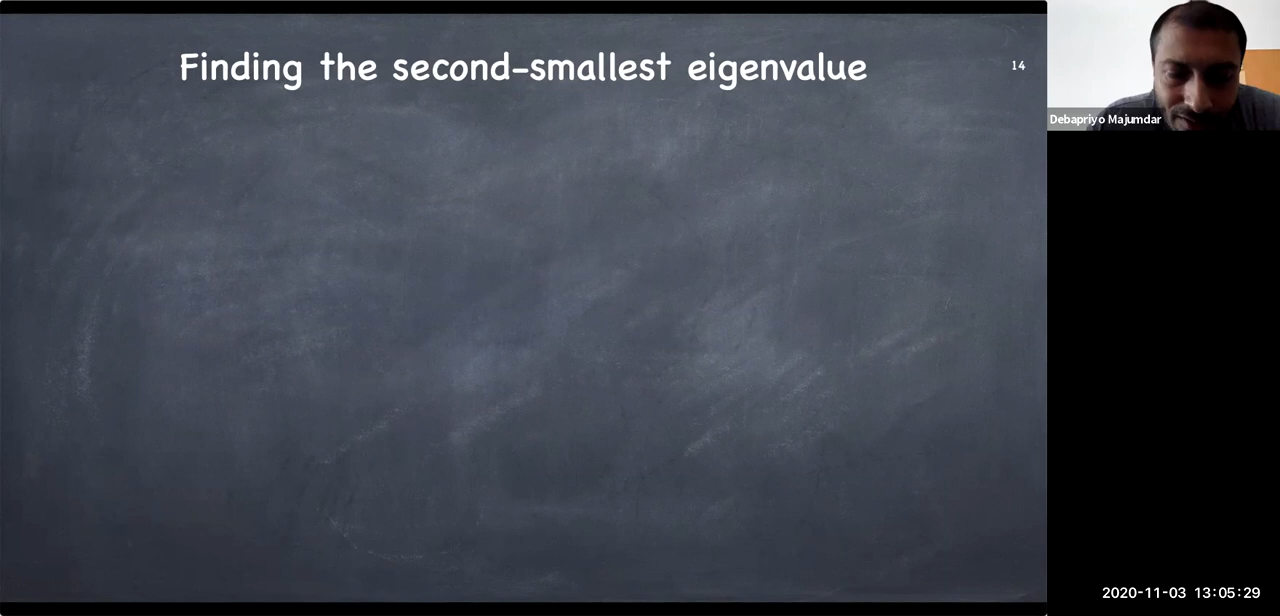 Finding the second-smallest eigenvalue
14
Debapriyo Majumdar
2020-11-03 13:05:29